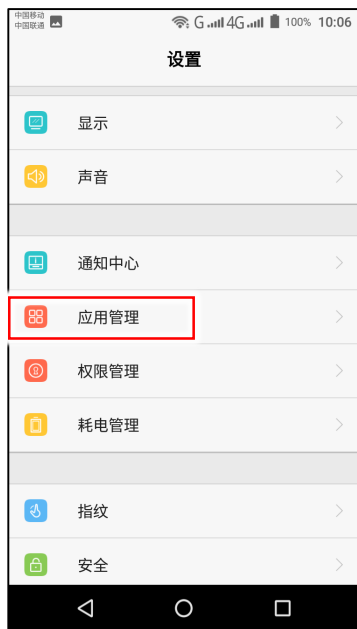 中国移动
中国联通
G 4G 100% 10:06
设置
显示
声音
通知中心
应用管理
权限管理
耗电管理
指纹
安全